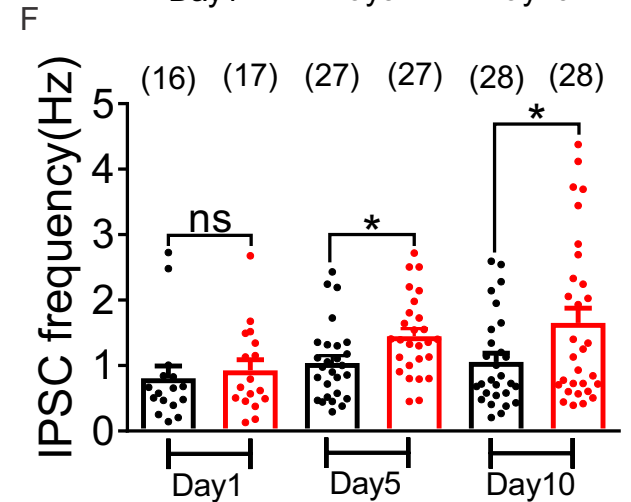 F
(16) (17) (27) (27) (28) (28)
IPSC frequency(Hz)
5
4
3
2
1
0
ns
*
*
Day1
Day5
Day10